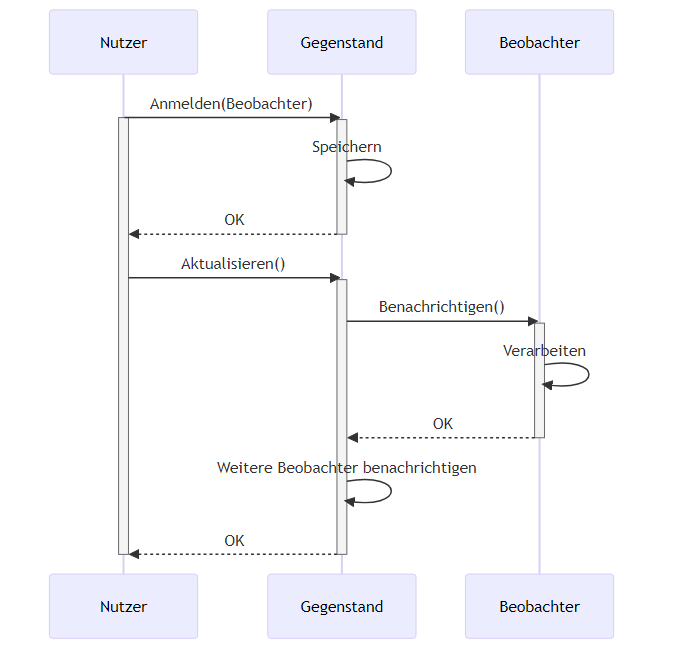 Nutzer
Gegenstand
Beobachter
Anmelden(Beobachter)
Speichern
OK
Aktualisieren()
Benachrichtigen()
Verarbeiten
OK
Weitere Beobachter benachrichtigen
OK
Nutzer
Gegenstand
Beobachter